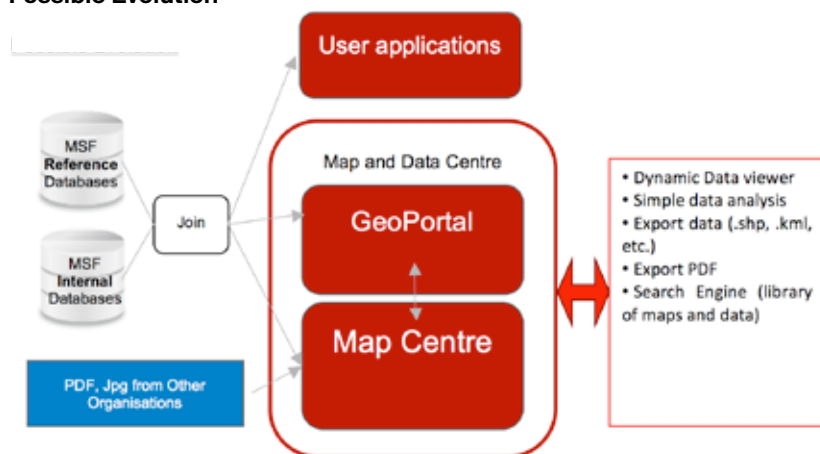 Possible Evolution
User applications
MSF
Reference
Databases
Join
MSF
Internal
Databases
PDF, Jpg from Other
Organisations
Map and Data Centre
GeoPortal
Map Centre
• Dynamic Data viewer
• Simple data analysis
• Export data (.shp, .kml,
etc.)
• Export PDF
• Search Engine (library
of maps and data)